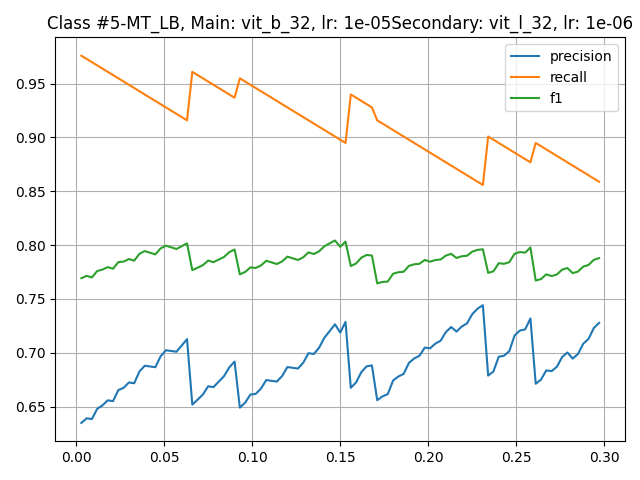 Class #5-MT_LB, Main: vit_b_32, lr: 1e-05Secondary: vit_l_32, lr: 1e-06
precision
recall
f1
0.95
0.90
0.85
0.80
0.75
0.70
0.65
0.00 0.05 0.10 0.15 0.20 0.25 0.30